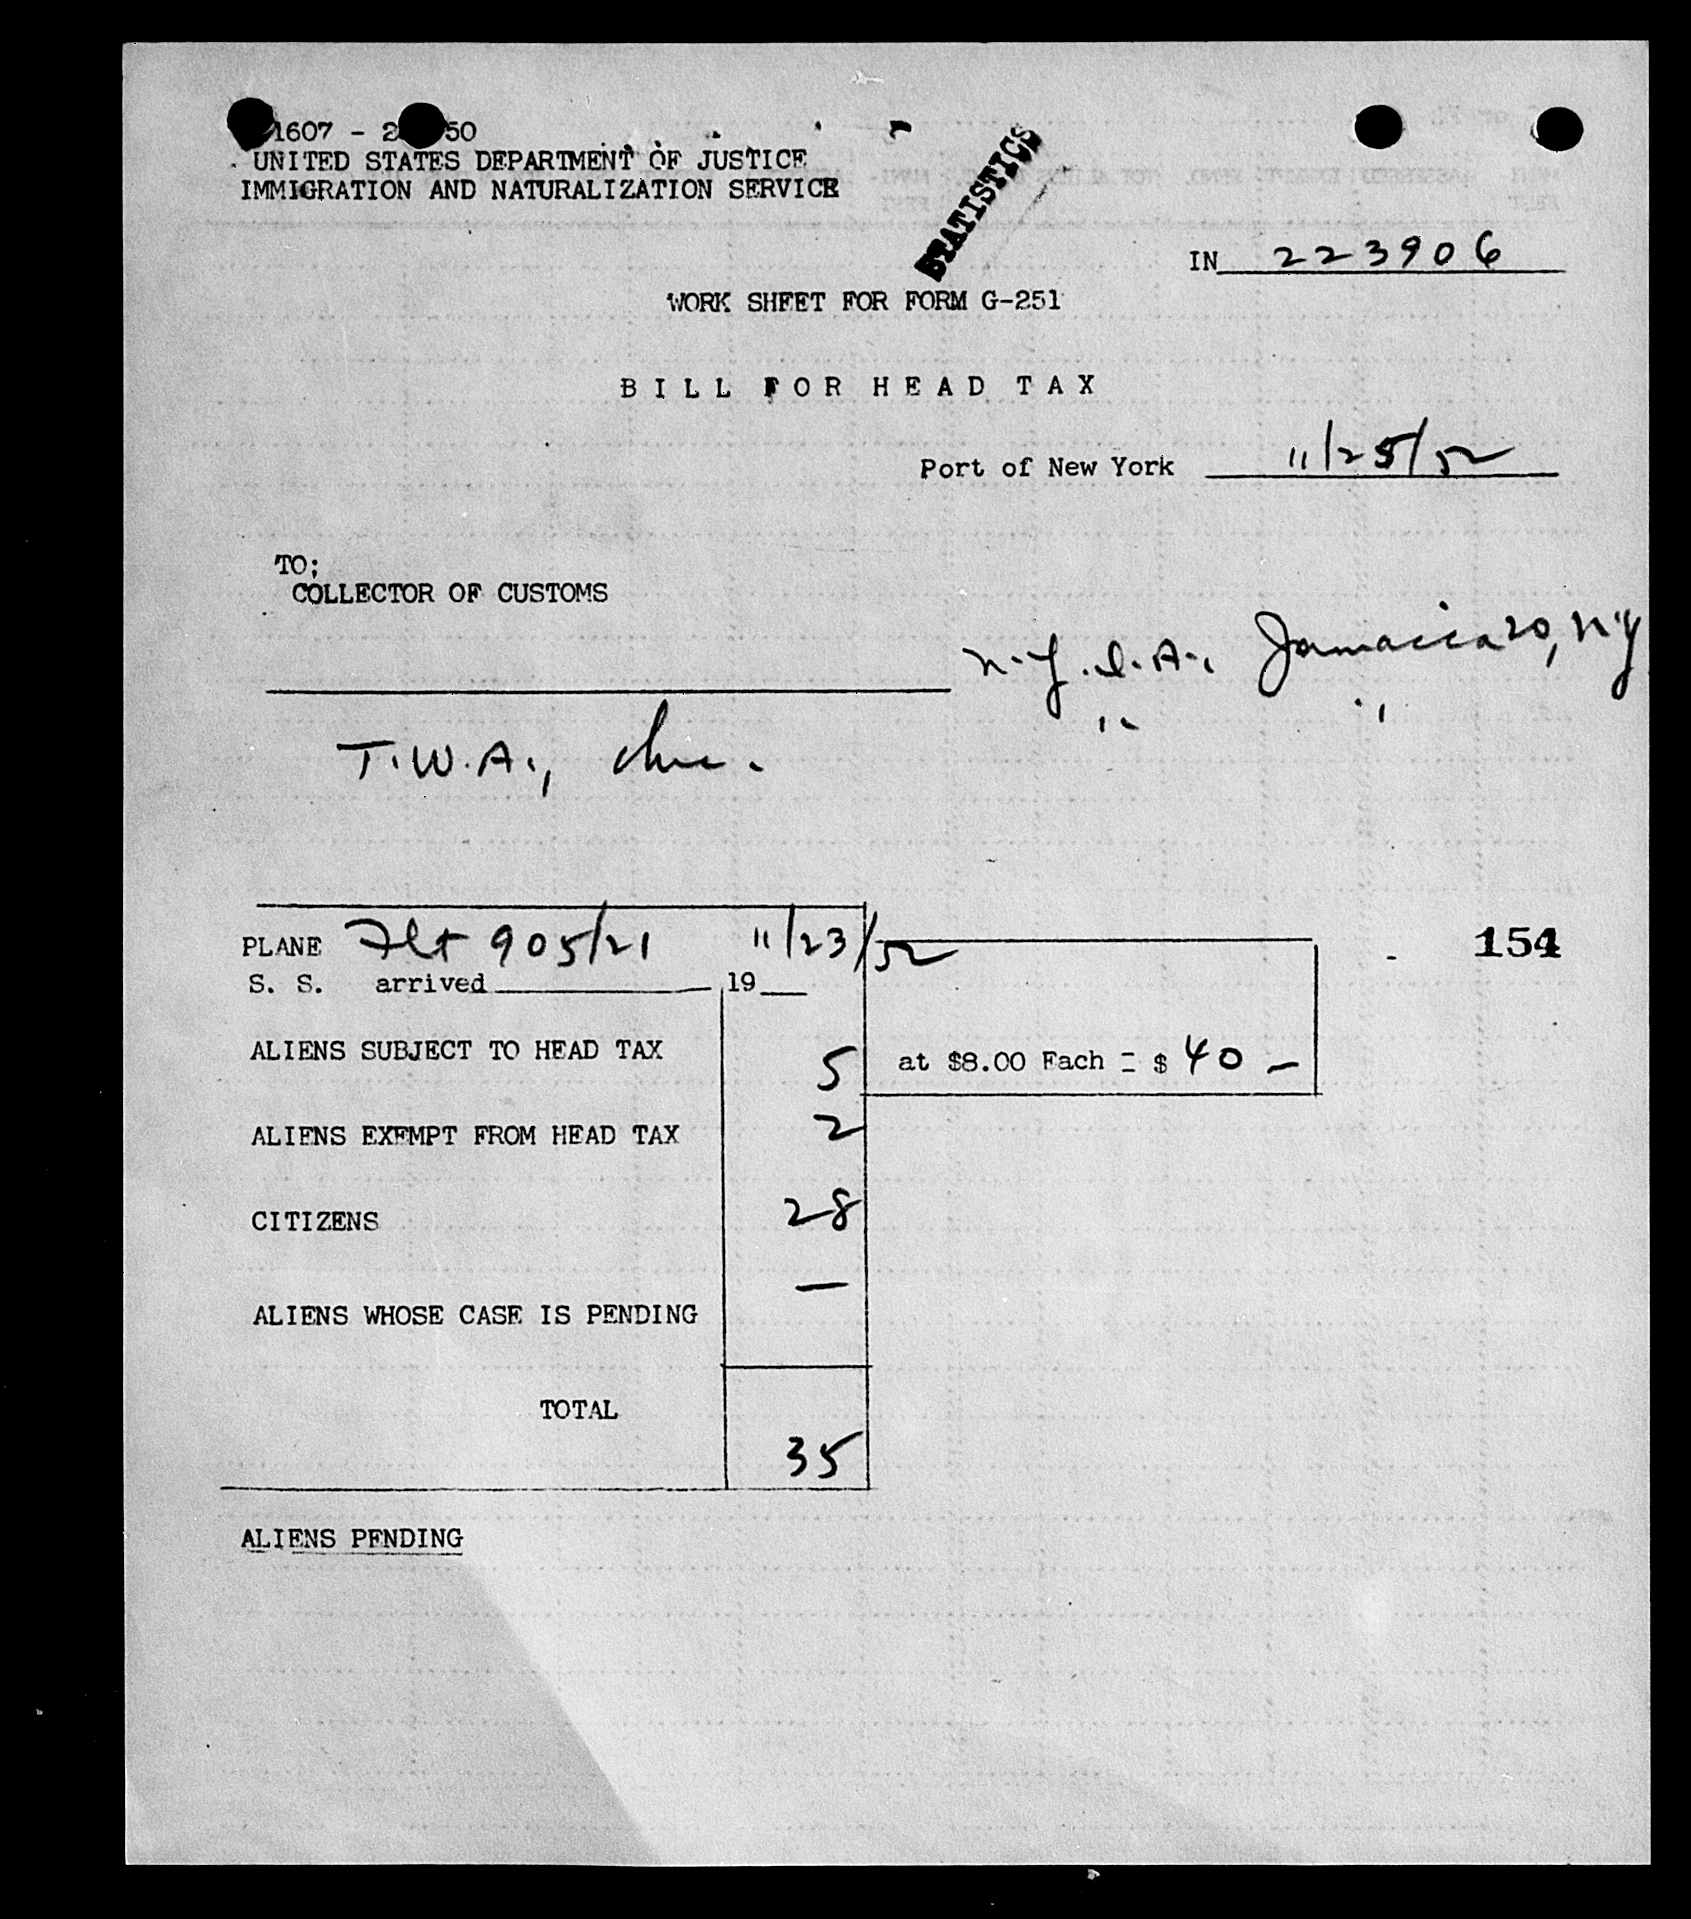 1607 - 2 50
UNITED STATES DEPARTMENT OF JUSTICE
IMMIGRATION AND NATURALIZATION SERVICE
STATISTICS
IN 223906
WORK SHEET FOR FORM G-251
BILL FOR HEAD TAX
Port of New York 11/25/52
TO;
COLLECTOR OF CUSTOMS
N.Y.I.A., Jamaica 20, N.Y
" "
T.W.A., Inc.
PLANE Flt 905/21 11/23/52
S. S. arrived 19
154
ALIENS SUBJECT TO HEAD TAX 5 at $8.00 Each = $ 40 —
ALIENS EXEMPT FROM HEAD TAX 2
CITIZENS 28
ALIENS WHOSE CASE IS PENDING —
TOTAL 35
ALIENS PENDING